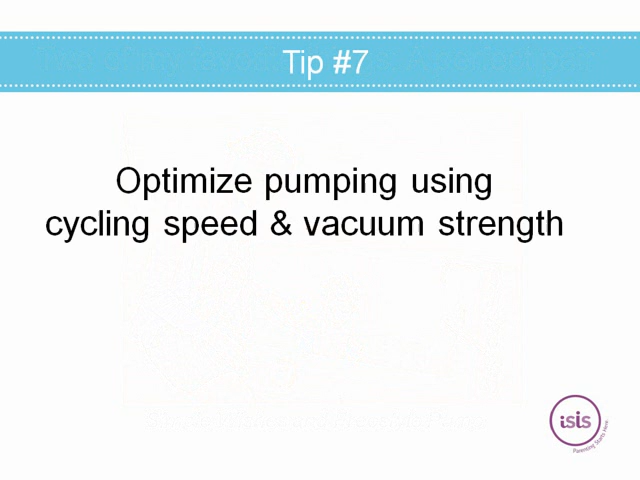 Tip #7
Optimize pumping using
cycling speed & vacuum strength
isis
Parenting Starts Here